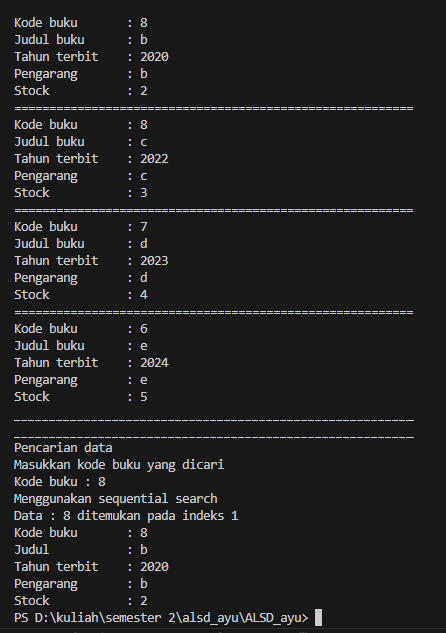 Kode buku       : 8
Judul buku      : b
Tahun terbit    : 2020
Pengarang       : b
Stock           : 2
=========================================================
Kode buku       : 8
Judul buku      : c
Tahun terbit    : 2022
Pengarang       : c
Stock           : 3
=========================================================
Kode buku       : 7
Judul buku      : d
Tahun terbit    : 2023
Pengarang       : d
Stock           : 4
=========================================================
Kode buku       : 6
Judul buku      : e
Tahun terbit    : 2024
Pengarang       : e
Stock           : 5
_________________________________________________________
_________________________________________________________
Pencarian data
Masukkan kode buku yang dicari
Kode buku : 8
Menggunakan sequential search
Data : 8 ditemukan pada indeks 1
Kode buku       : 8
Judul           : b
Tahun terbit    : 2020
Pengarang       : b
Stock           : 2
PS D:\kuliah\semester 2\alsd_ayu\ALSD_ayu>